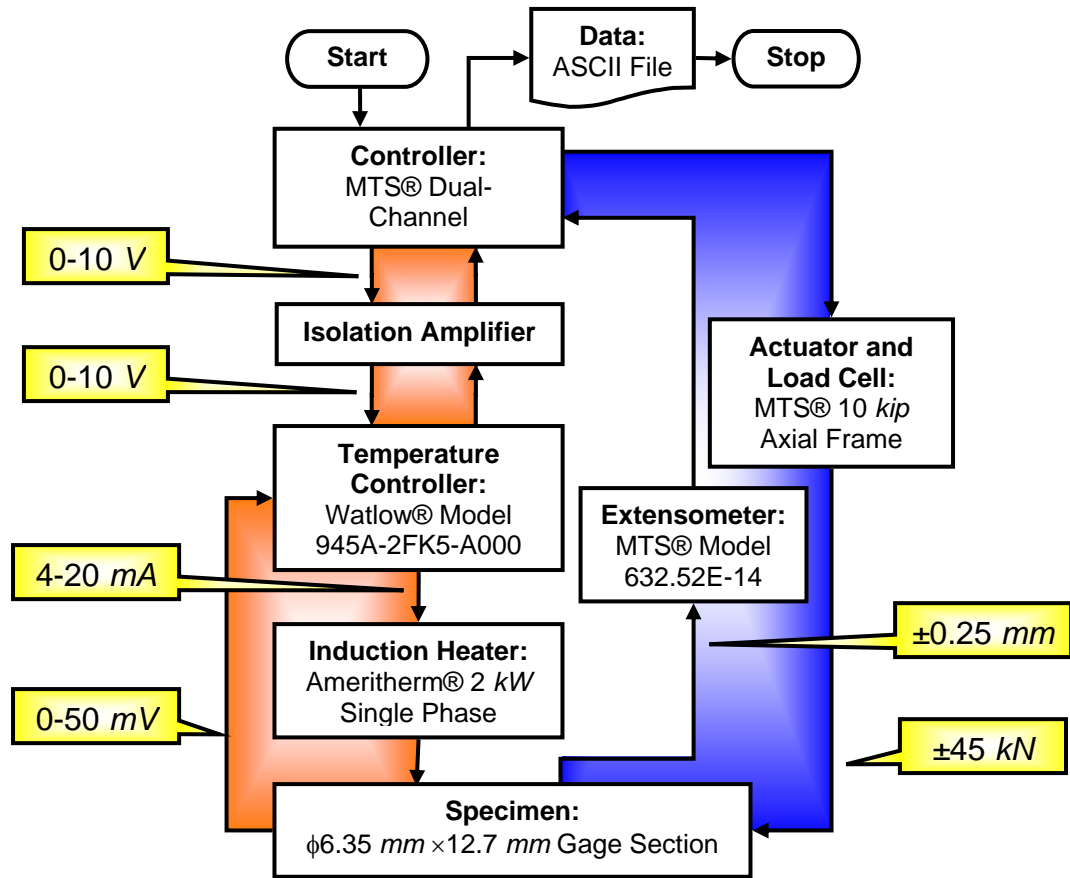 Start
Data:
ASCII File
Stop
Controller:
MTS® Dual-
Channel
0-10 V
Isolation Amplifier
0-10 V
Actuator and
Load Cell:
MTS® 10 kip
Axial Frame
Temperature
Controller:
Watlow® Model
945A-2FK5-A000
Extensometer:
MTS® Model
632.52E-14
4-20 mA
±0.25 mm
Induction Heater:
Ameritherm® 2 kW
Single Phase
0-50 mV
±45 kN
Specimen:
ϕ6.35 mm ×12.7 mm Gage Section